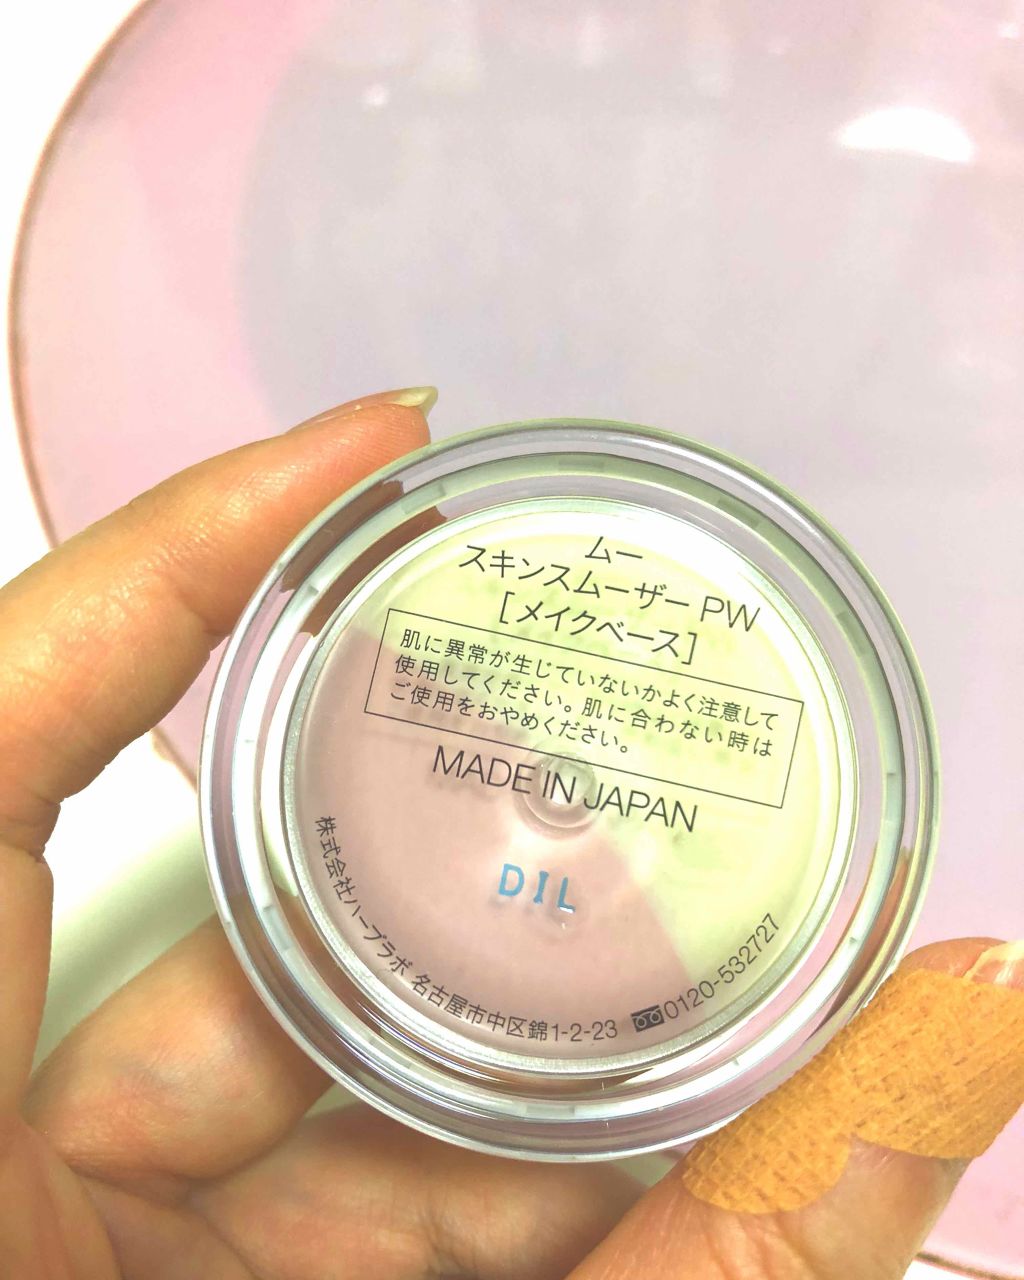 ムー
スキンスムーザー PW
[メイクベース]
肌に異常が生じていないかよく注意して
使用してください。肌に合わない時は
ご使用をおやめください。
MADE IN JAPAN
DIL
株式会社ハーブラボ 名古屋市中区錦1-2-23 0120-532727